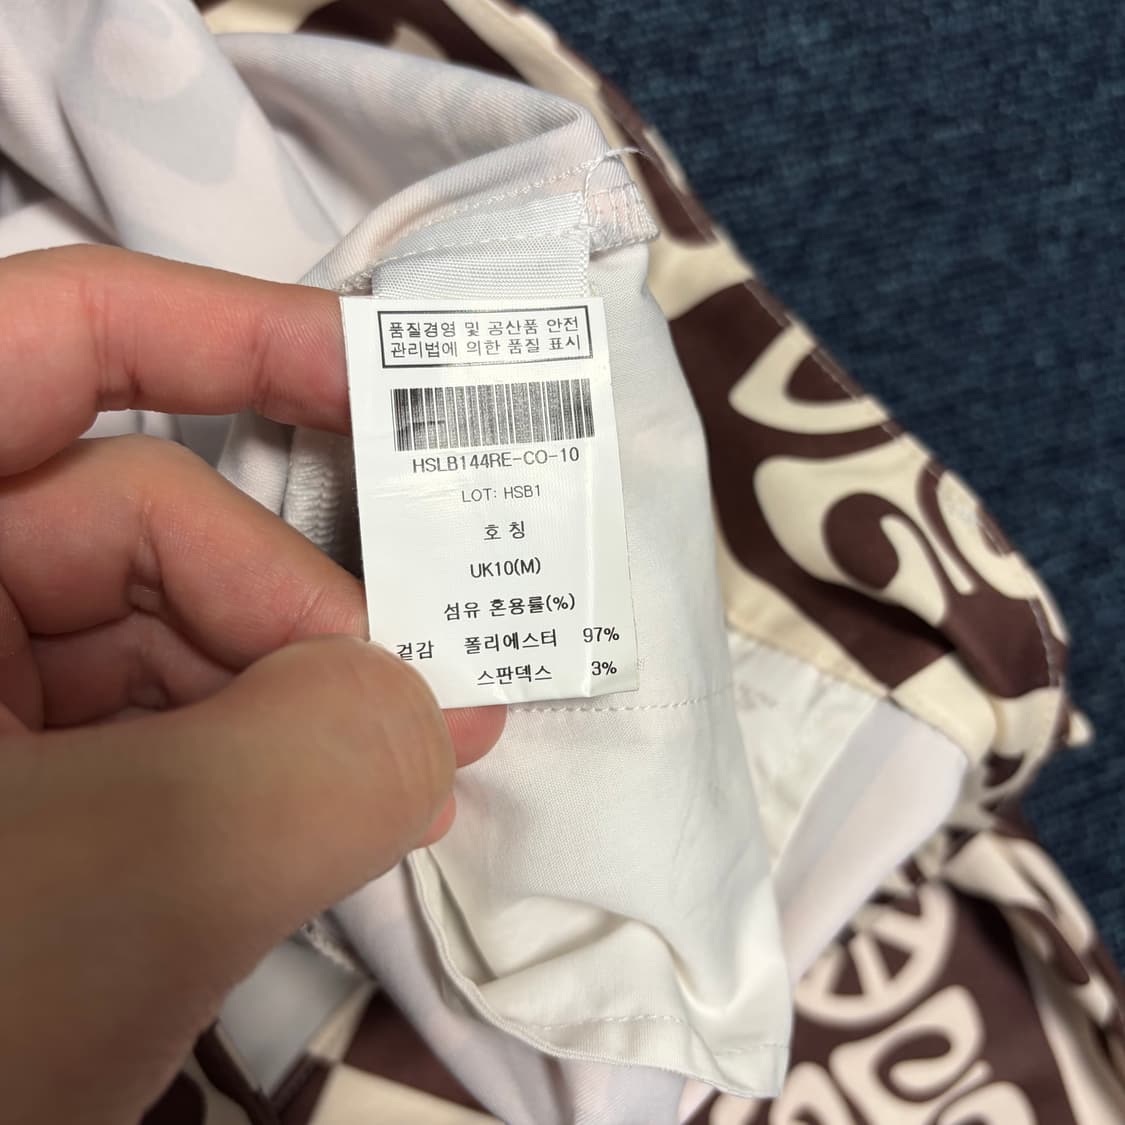 품질경영 및 공산품 안전
관리법에 의한 품질 표시
HSLB144RE-CO-10
LOT: HSB1
호 칭
UK10(M)
섬유 혼용률(%)
겉감 폴리에스터 97%
스판덱스 3%